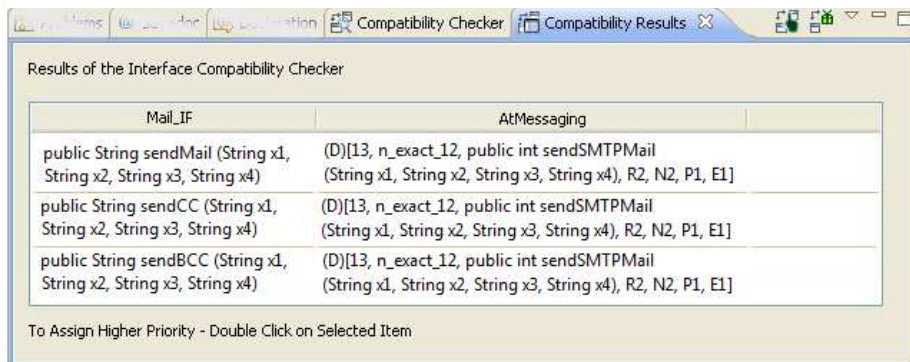 Compatibility Checker Compatibility Results
Results of the Interface Compatibility Checker
Mail_IF AtMessaging
public String sendMail (String x1, (D)[13, n_exact_12, public int sendSMTPMail
String x2, String x3, String x4) (String x1, String x2, String x3, String x4), R2, N2, P1, E1]
public String sendCC (String x1, (D)[13, n_exact_12, public int sendSMTPMail
String x2, String x3, String x4) (String x1, String x2, String x3, String x4), R2, N2, P1, E1]
public String sendBCC (String x1, (D)[13, n_exact_12, public int sendSMTPMail
String x2, String x3, String x4) (String x1, String x2, String x3, String x4), R2, N2, P1, E1]
To Assign Higher Priority - Double Click on Selected Item